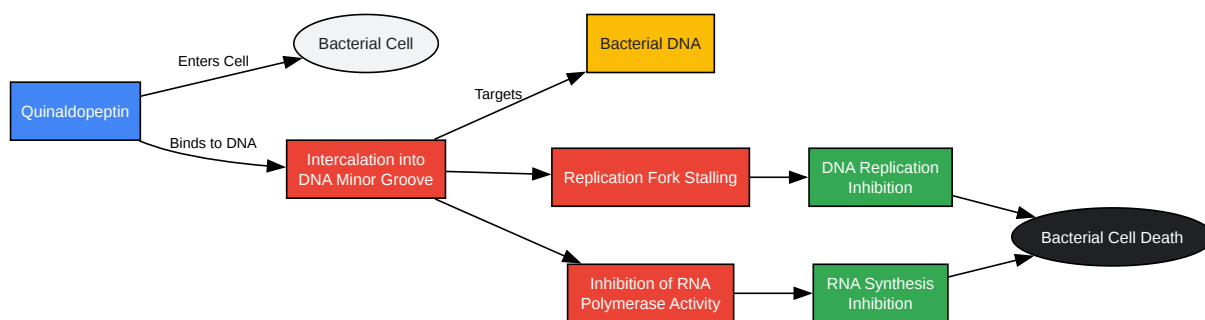 Quinaldopeptin
Enters Cell
Binds to DNA
Bacterial Cell
Intercalation into
DNA Minor Groove
Targets
Bacterial DNA
Replication Fork Stalling
Inhibition of RNA
Polymerase Activity
DNA Replication
Inhibition
RNA Synthesis
Inhibition
Bacterial Cell Death